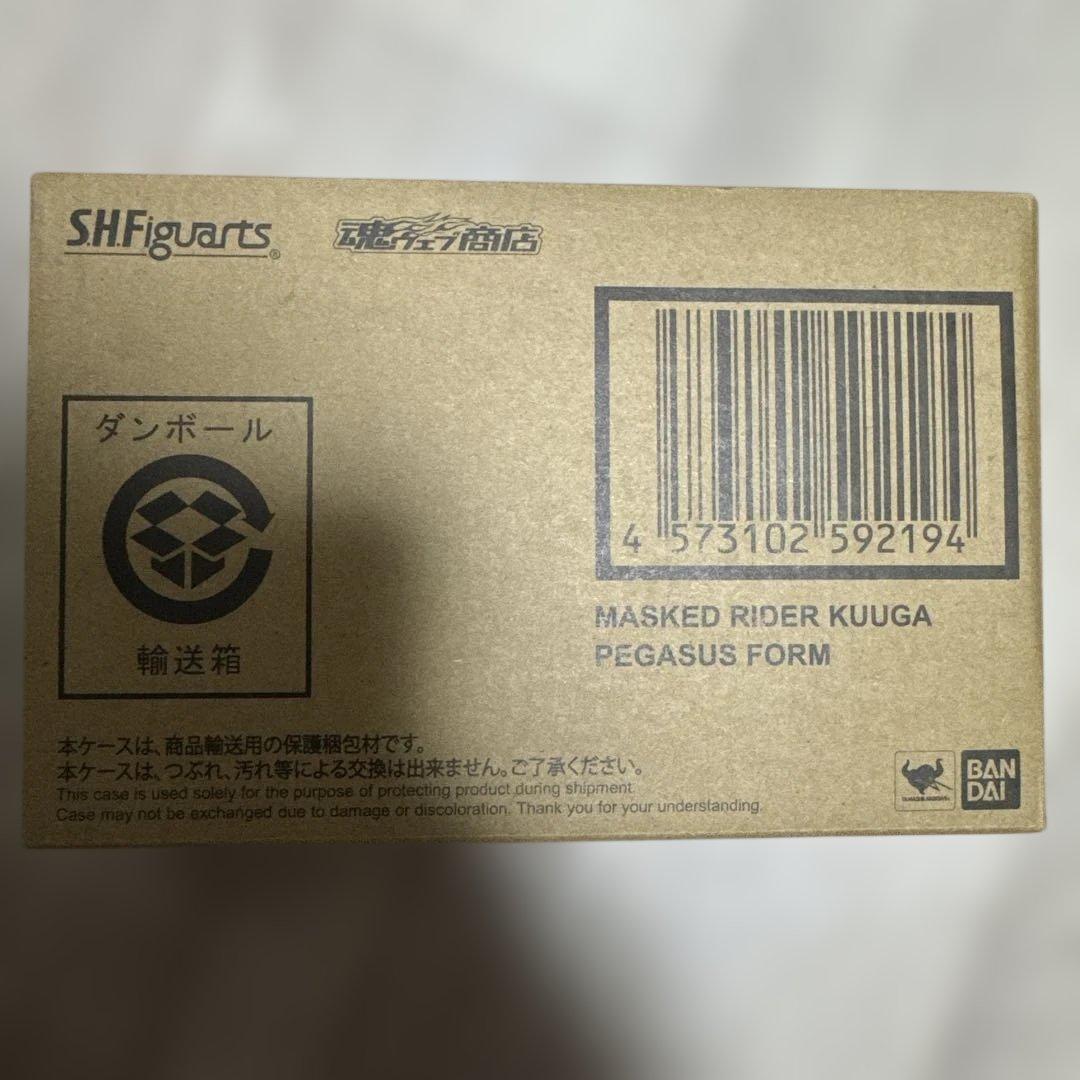 S.H.Figuarts®
魂ウェブ商店
4 573102 592194
MASKED RIDER KUUGA
PEGASUS FORM
ダンボール
輸送箱
本ケースは、商品輸送用の保護梱包材です。
本ケースは、つぶれ、汚れ等による交換は出来ません。ご了承ください。
This case is used solely for the purpose of protecting product during shipment.
Case may not be exchanged due to damage or discoloration. Thank you for your understanding.
TAMASHII NATIONS
BAN
DAI